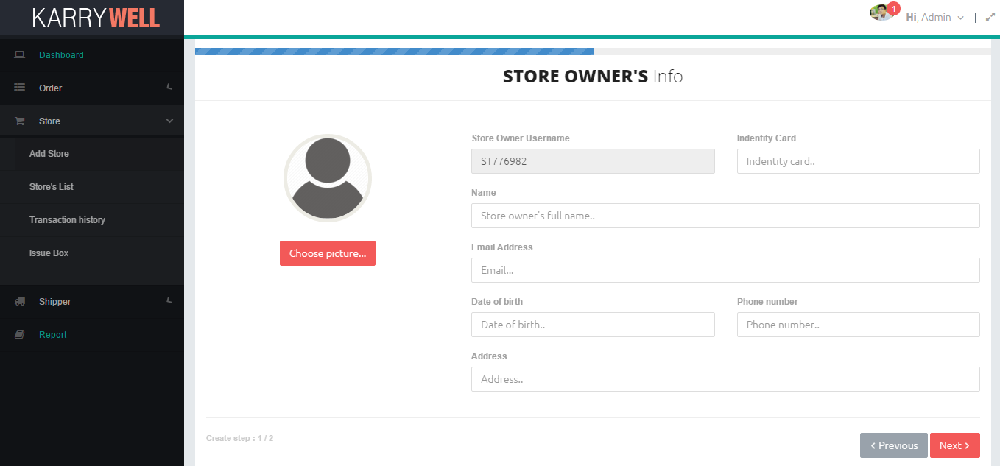 KARRYWELL
1
Hi, Admin
Dashboard
Order
Store
Add Store
Store's List
Transaction history
Issue Box
Shipper
Report
STORE OWNER'S Info
Choose picture...
Store Owner Username
Indentity Card
ST776982
Indentity card..
Name
Store owner's full name..
Email Address
Email...
Date of birth
Phone number
Date of birth..
Phone number..
Address
Address..
Create step : 1 / 2
Previous
Next